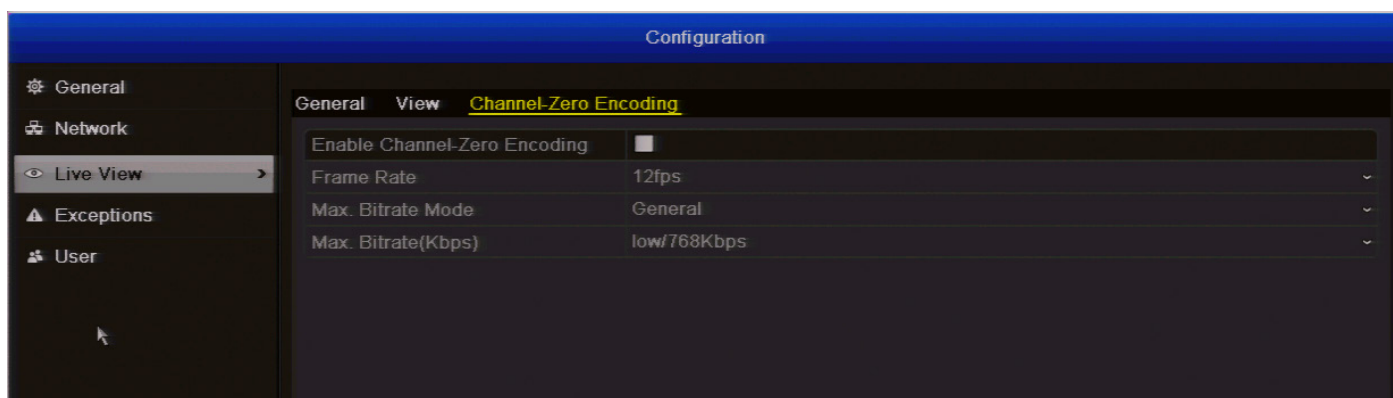 Configuration
General
Network
Live View
Exceptions
User
General View Channel-Zero Encoding
Enable Channel-Zero Encoding
Frame Rate 12fps
Max. Bitrate Mode General
Max. Bitrate(Kbps) low/768Kbps